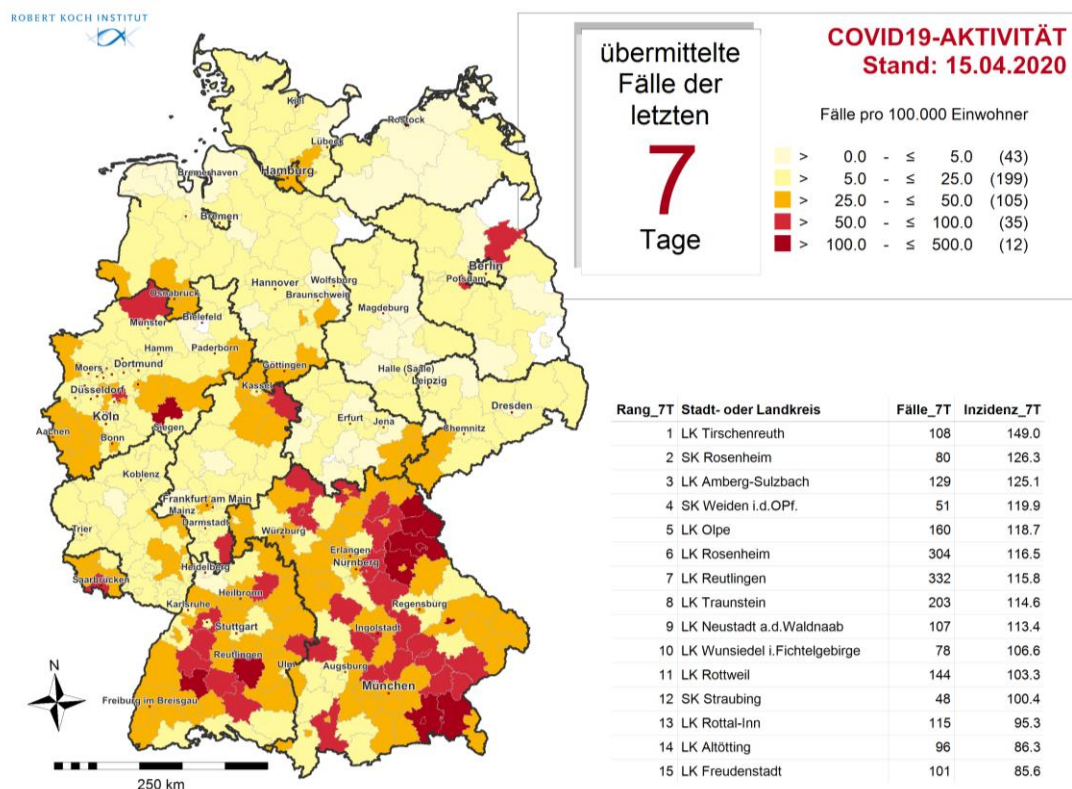 ROBERT KOCH INSTITUT
übermittelte
Fälle der
letzten
7
Tage
COVID19-AKTIVITÄT
Stand: 15.04.2020
Fälle pro 100.000 Einwohner
> 0.0 - ≤ 5.0 (43)
> 5.0 - ≤ 25.0 (199)
> 25.0 - ≤ 50.0 (105)
> 50.0 - ≤ 100.0 (35)
> 100.0 - ≤ 500.0 (12)
Kiel
Rostock
Lübeck
Hamburg
Bremerhaven
Bremen
Berlin
Potsdam
Wolfsburg
Hannover
Braunschweig
Osnabrück
Magdeburg
Bielefeld
Münster
Hamm
Paderborn
Göttingen
Moers
Dortmund
Halle (Saale)
Leipzig
Kassel
Düsseldorf
Dresden
Köln
Erfurt
Jena
Siegen
Chemnitz
Aachen
Bonn
Koblenz
Frankfurt am Main
Mainz
Darmstadt
Würzburg
Trier
Erlangen
Nürnberg
Heidelberg
Saarbrücken
Heilbronn
Karlsruhe
Regensburg
Stuttgart
Ingolstadt
Reutlingen
Ulm
Augsburg
München
Freiburg im Breisgau
N
250 km
Rang_7T Stadt- oder Landkreis Fälle_7T Inzidenz_7T
1 LK Tirschenreuth 108 149.0
2 SK Rosenheim 80 126.3
3 LK Amberg-Sulzbach 129 125.1
4 SK Weiden i.d.OPf. 51 119.9
5 LK Olpe 160 118.7
6 LK Rosenheim 304 116.5
7 LK Reutlingen 332 115.8
8 LK Traunstein 203 114.6
9 LK Neustadt a.d.Waldnaab 107 113.4
10 LK Wunsiedel i.Fichtelgebirge 78 106.6
11 LK Rottweil 144 103.3
12 SK Straubing 48 100.4
13 LK Rottal-Inn 115 95.3
14 LK Altötting 96 86.3
15 LK Freudenstadt 101 85.6